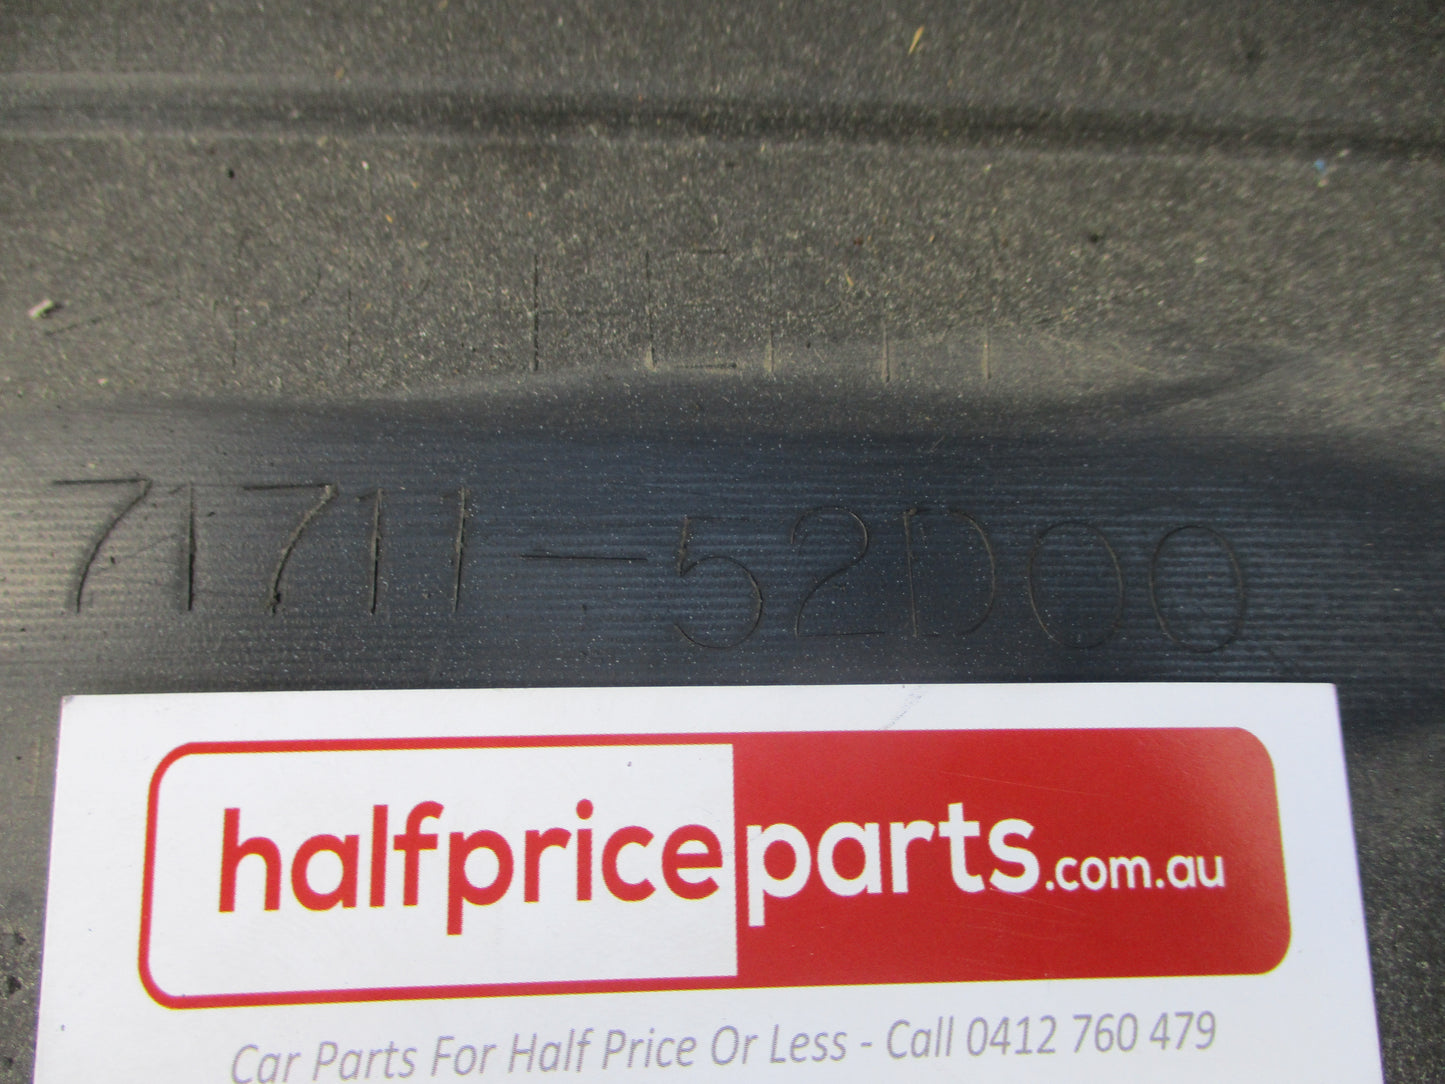 71711-52D00
halfpriceparts.com.au
Car Parts For Half Price Or Less - Call 0412 760 479